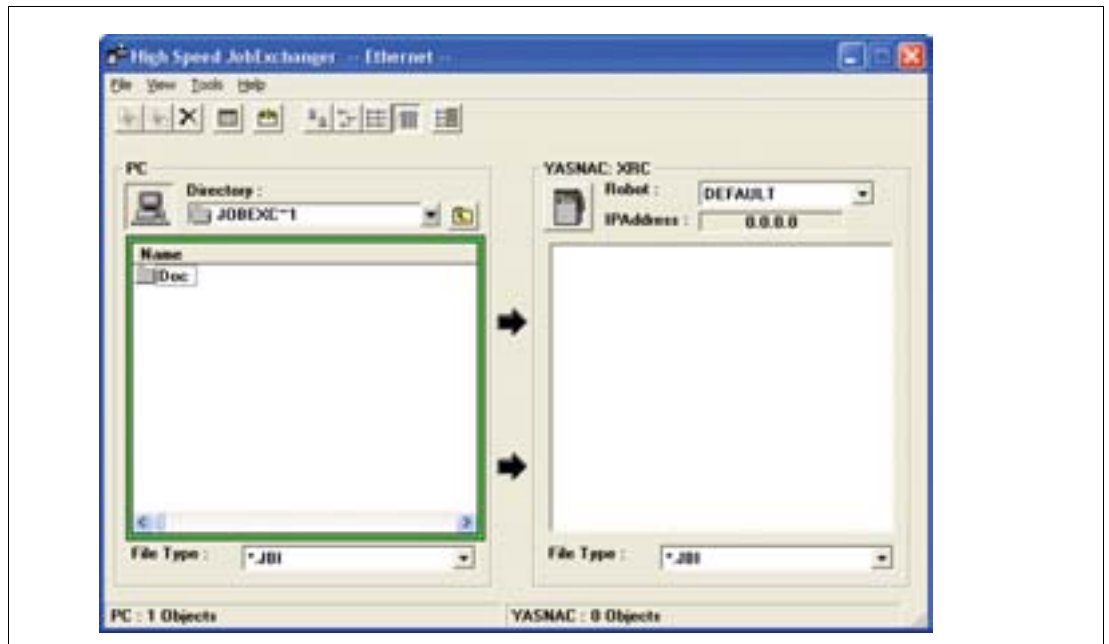 High Speed JobExchanger -- Ethernet --
File View Tools Help
PC
Directory :
JOBEXC~1
Name
Doc
File Type :
*.JBI
YASNAC: XRC
Robot :
DEFAULT
IPAddress :
0.0.0.0
File Type :
*.JBI
PC : 1 Objects
YASNAC : 0 Objects